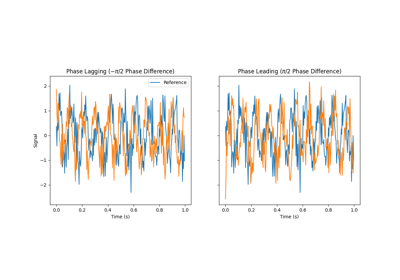 Phase Lagging (−π/2 Phase Difference)
Phase Leading (π/2 Phase Difference)
Reference
Signal
2
1
0
−1
−2
0.0 0.2 0.4 0.6 0.8 1.0
0.0 0.2 0.4 0.6 0.8 1.0
Time (s)
Time (s)